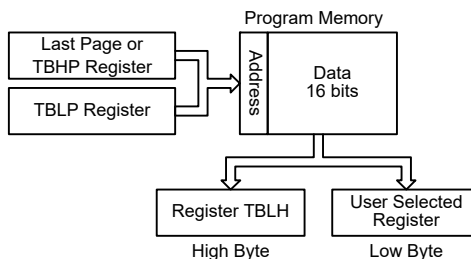 Program Memory
Last Page or
TBHP Register
TBLP Register
Address
Data
16 bits
Register TBLH
User Selected
Register
High Byte
Low Byte